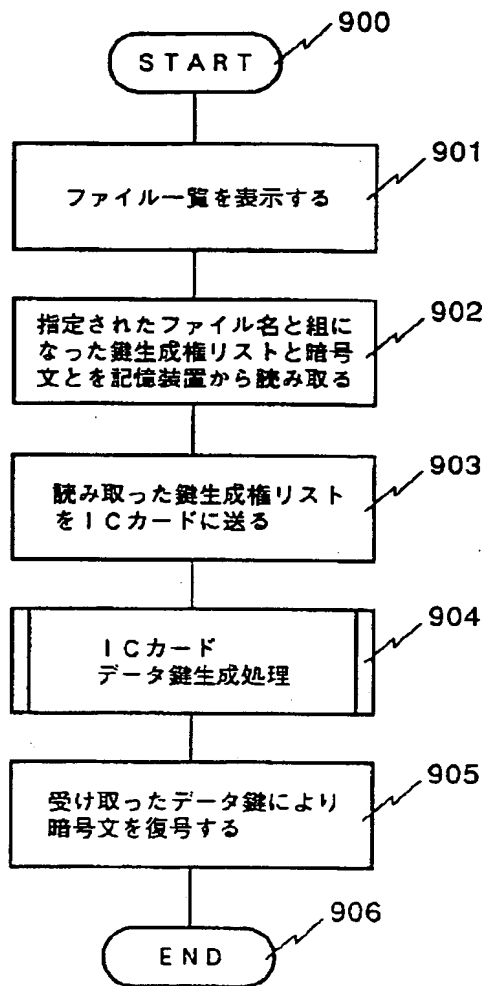 900
START
901
ファイル一覧を表示する
902
指定されたファイル名と組に
なった鍵生成権リストと暗号
文とを記憶装置から読み取る
903
読み取った鍵生成権リスト
をICカードに送る
904
ICカード
データ鍵生成処理
905
受け取ったデータ鍵により
暗号文を復号する
906
END